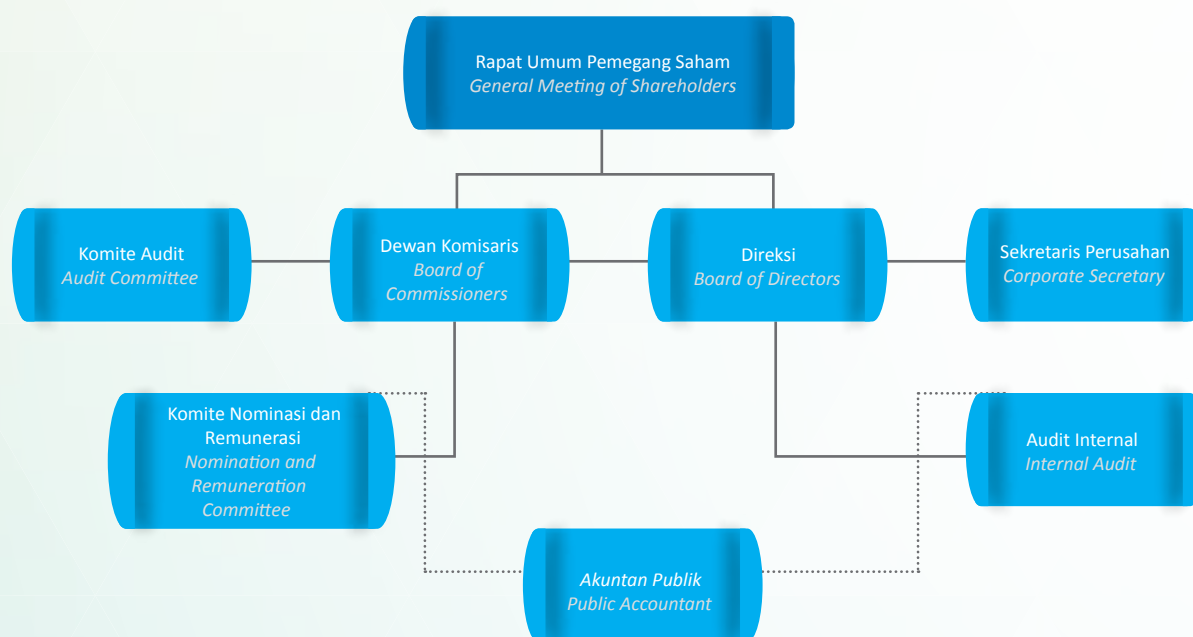 Rapat Umum Pemegang Saham
General Meeting of Shareholders
Komite Audit
Audit Committee
Dewan Komisaris
Board of
Commissioners
Direksi
Board of Directors
Sekretaris Perusahan
Corporate Secretary
Komite Nominasi dan
Remunerasi
Nomination and
Remuneration
Committee
Audit Internal
Internal Audit
Akuntan Publik
Public Accountant